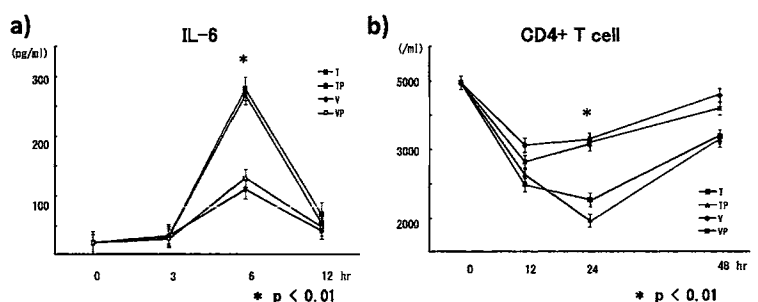 a)
IL-6
(pg/ml)
*
300
200
100
T
TP
V
VP
0 3 6 12 hr
* p < 0.01
b)
CD4+ T cell
(/ml)
5000
*
3000
2000
T
TP
V
VP
0 12 24 48 hr
* p < 0.01